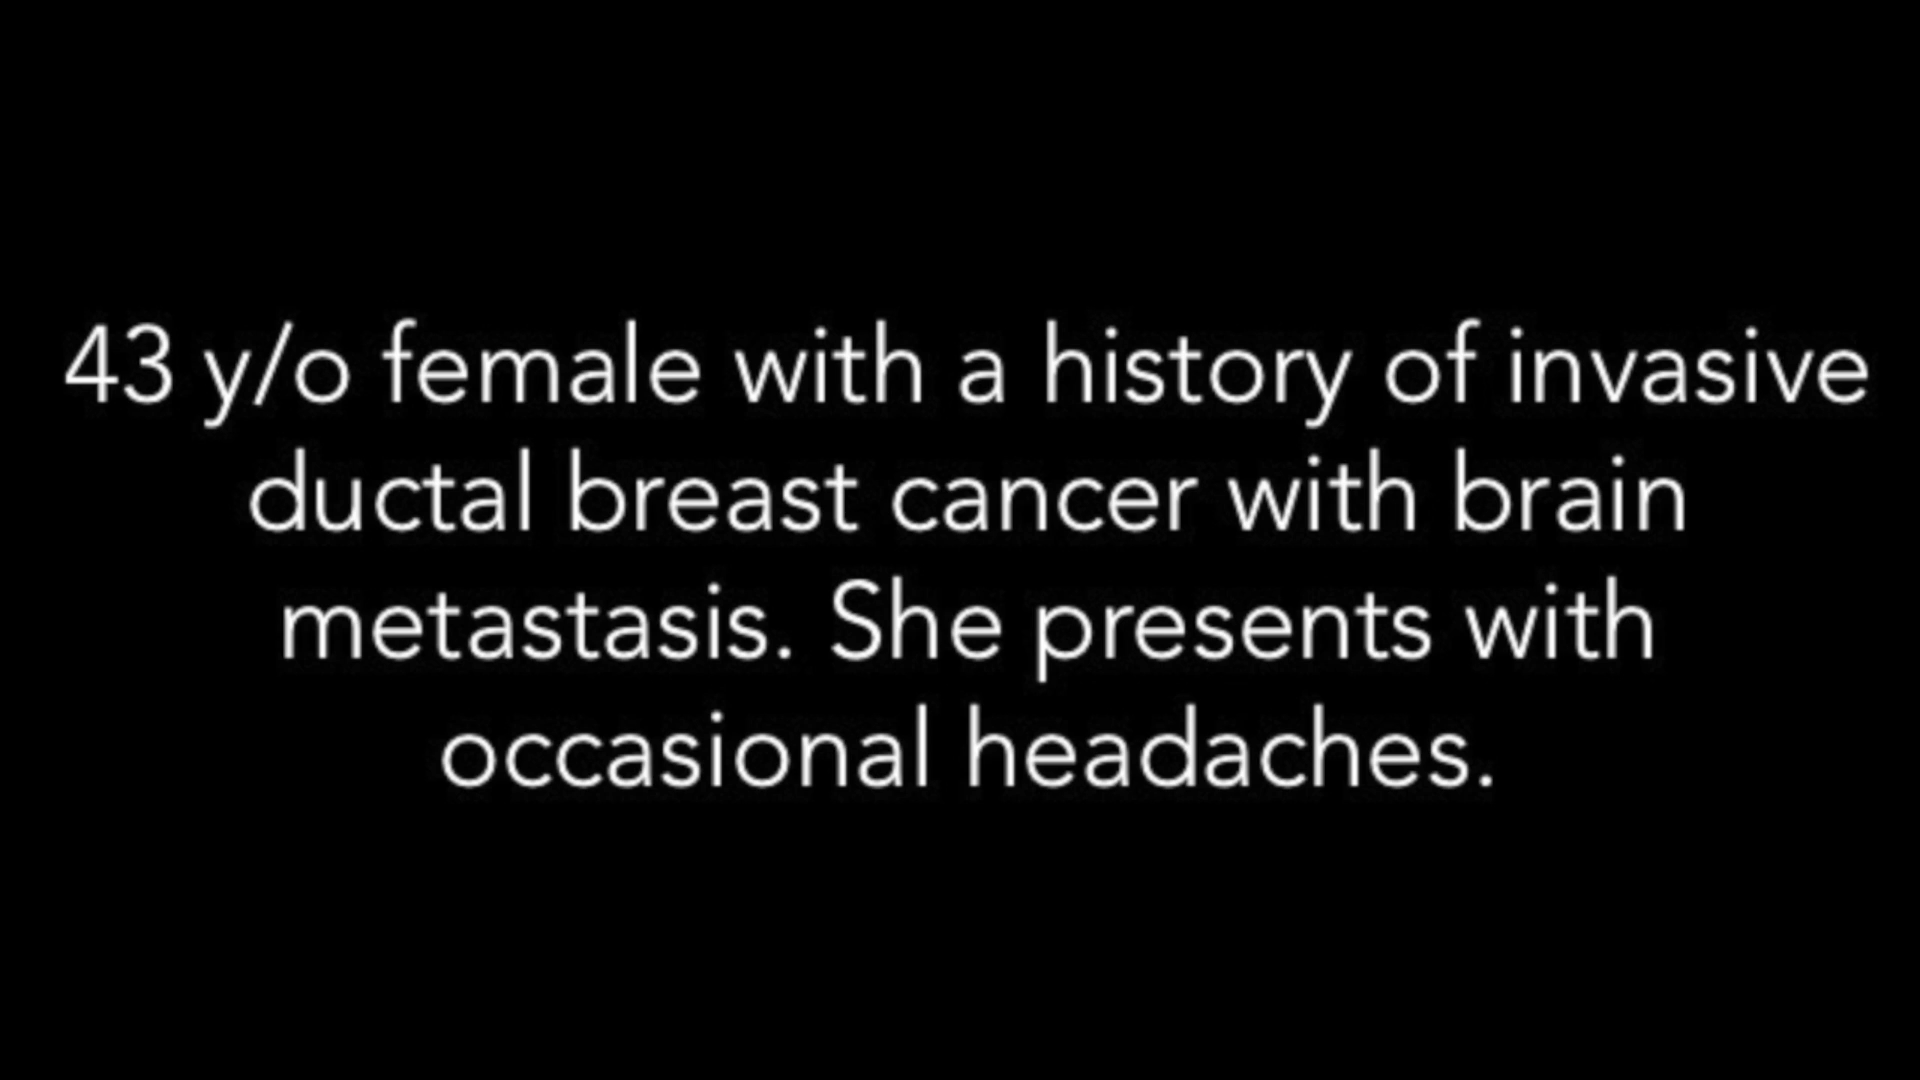 43 y/o female with a history of invasive
ductal breast cancer with brain
metastasis. She presents with
occasional headaches.